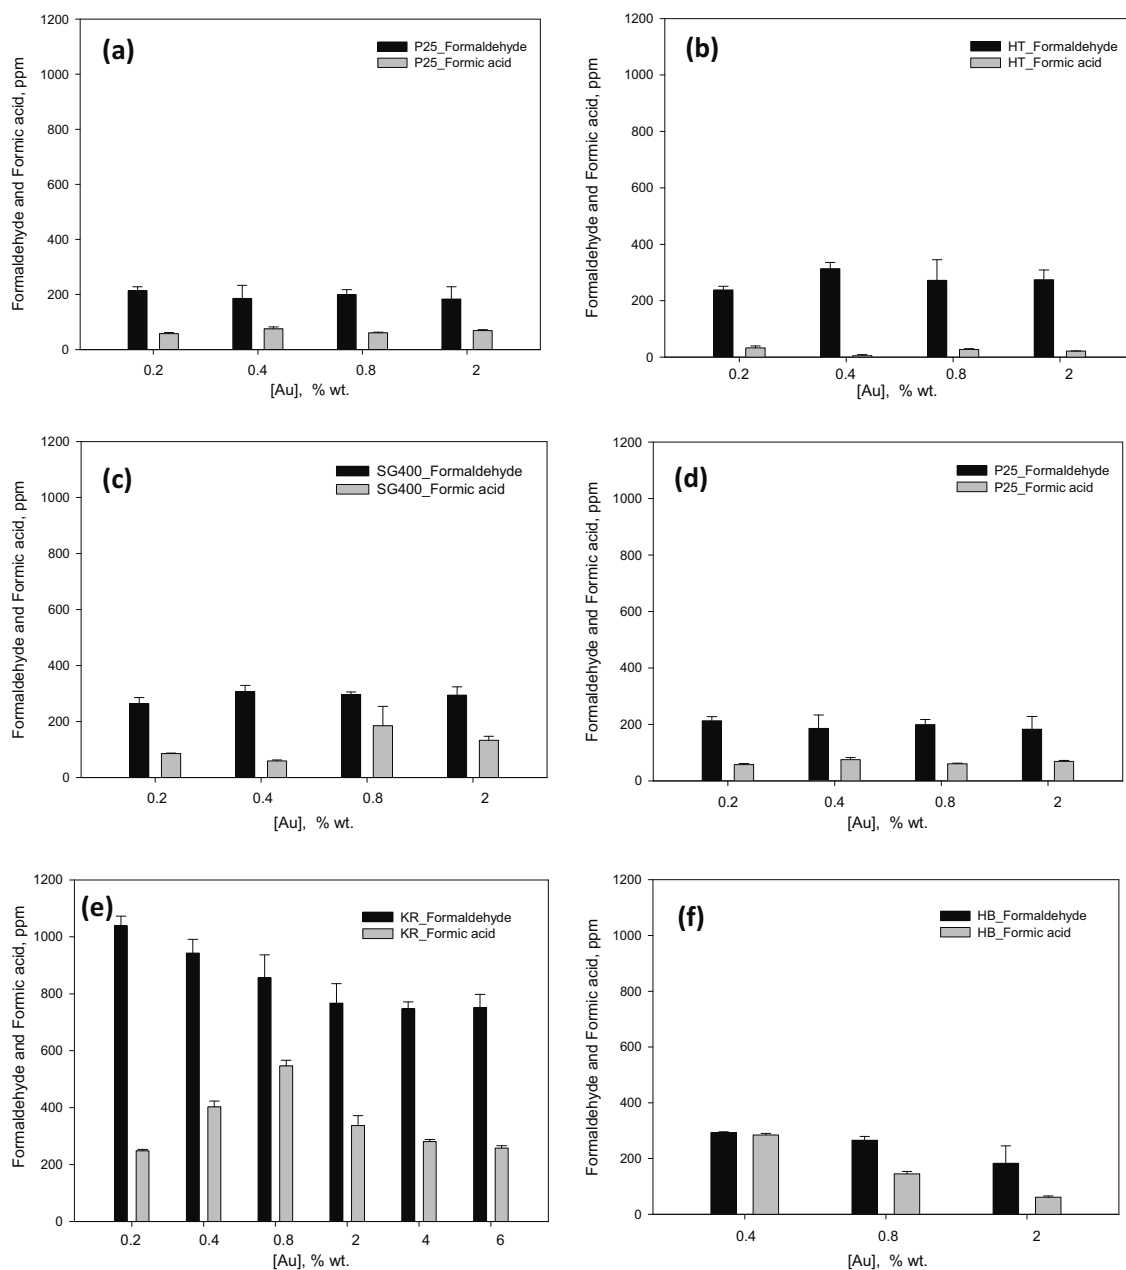 (a)
P25_Formaldehyde
P25_Formic acid
Formaldehyde and Formic acid, ppm
1200
1000
800
600
400
200
0
0.2 0.4 0.8 2
[Au], % wt.
(b)
HT_Formaldehyde
HT_Formic acid
Formaldehyde and Formic acid, ppm
1200
1000
800
600
400
200
0
0.2 0.4 0.8 2
[Au], % wt.
(c)
SG400_Formaldehyde
SG400_Formic acid
Formaldehyde and Formic acid, ppm
1200
1000
800
600
400
200
0
0.2 0.4 0.8 2
[Au], % wt.
(d)
P25_Formaldehyde
P25_Formic acid
Formaldehyde and Formic acid, ppm
1200
1000
800
600
400
200
0
0.2 0.4 0.8 2
[Au], % wt.
(e)
KR_Formaldehyde
KR_Formic acid
Formaldehyde and Formic acid, ppm
1200
1000
800
600
400
200
0
0.2 0.4 0.8 2 4 6
[Au], % wt.
(f)
HB_Formaldehyde
HB_Formic acid
Formaldehyde and Formic acid, ppm
1200
1000
800
600
400
200
0
0.4 0.8 2
[Au], % wt.